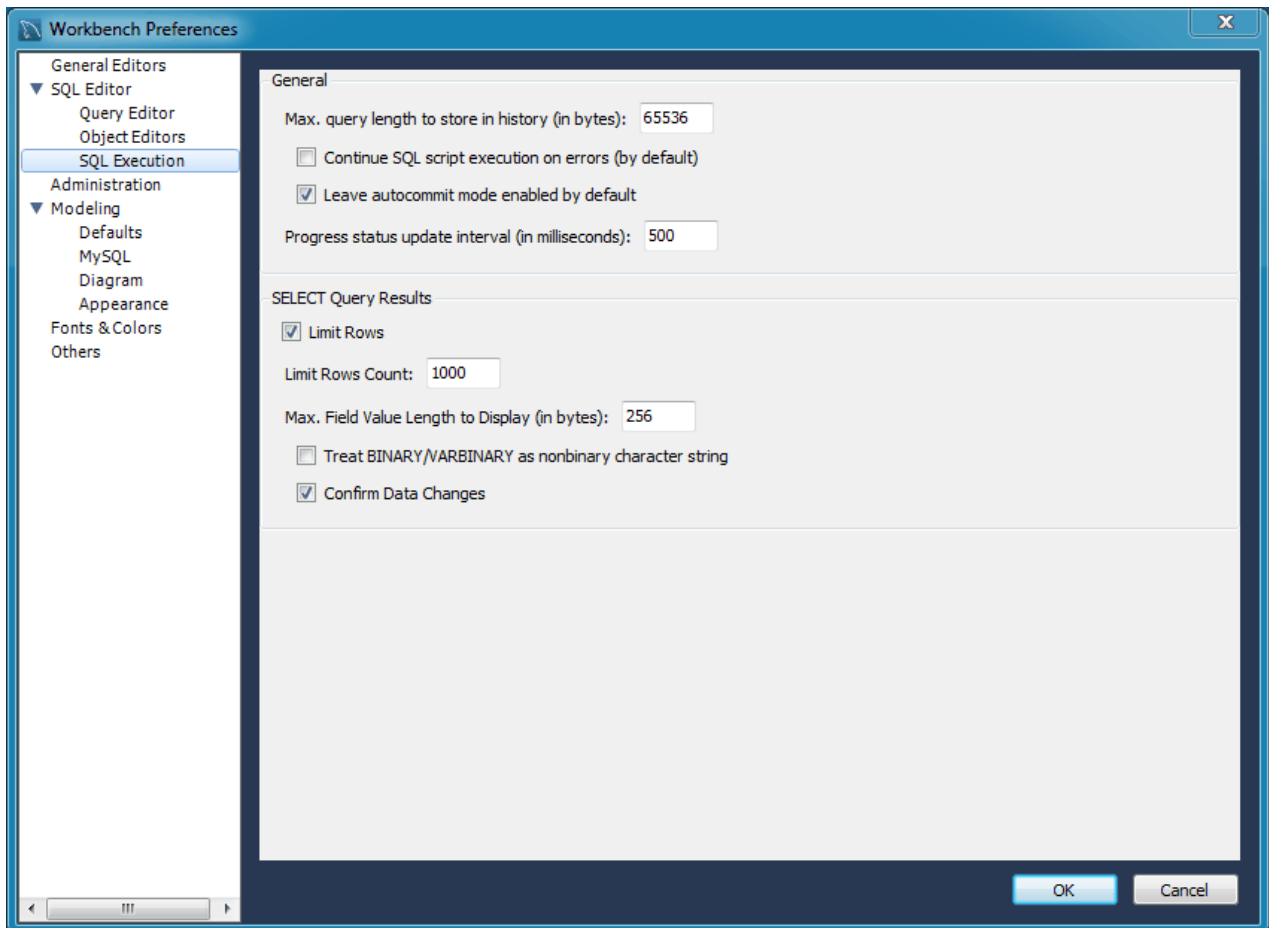 Workbench Preferences
General Editors
SQL Editor
Query Editor
Object Editors
SQL Execution
Administration
Modeling
Defaults
MySQL
Diagram
Appearance
Fonts & Colors
Others
General
Max. query length to store in history (in bytes): 65536
Continue SQL script execution on errors (by default)
Leave autocommit mode enabled by default
Progress status update interval (in milliseconds): 500
SELECT Query Results
Limit Rows
Limit Rows Count: 1000
Max. Field Value Length to Display (in bytes): 256
Treat BINARY/VARBINARY as nonbinary character string
Confirm Data Changes
OK Cancel